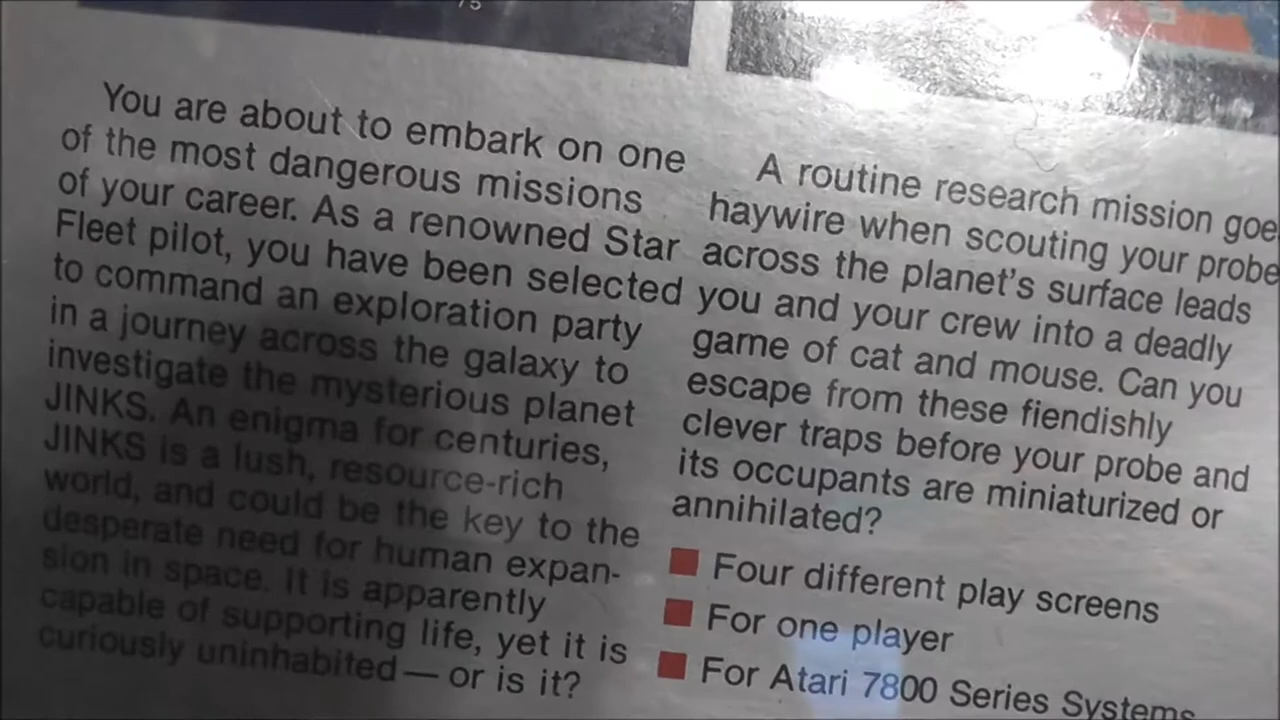 75
You are about to embark on one
of the most dangerous missions
of your career. As a renowned Star
Fleet pilot, you have been selected
to command an exploration party
in a journey across the galaxy to
investigate the mysterious planet
JINKS. An enigma for centuries,
JINKS is a lush, resource-rich
world, and could be the key to the
desperate need for human expan-
sion in space. It is apparently
capable of supporting life, yet it is
curiously uninhabited — or is it?
A routine research mission goe
haywire when scouting your probe
across the planet's surface leads
you and your crew into a deadly
game of cat and mouse. Can you
escape from these fiendishly
clever traps before your probe and
its occupants are miniaturized or
annihilated?
■ Four different play screens
■ For one player
■ For Atari 7800 Series Systems